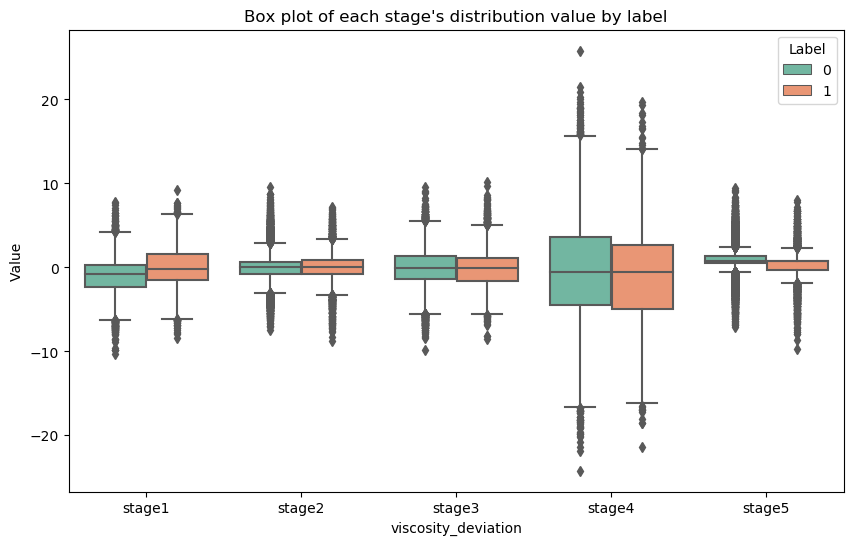 Box plot of each stage's distribution value by label
Label
0
1
Value
20
10
0
−10
−20
stage1 stage2 stage3 stage4 stage5
viscosity_deviation